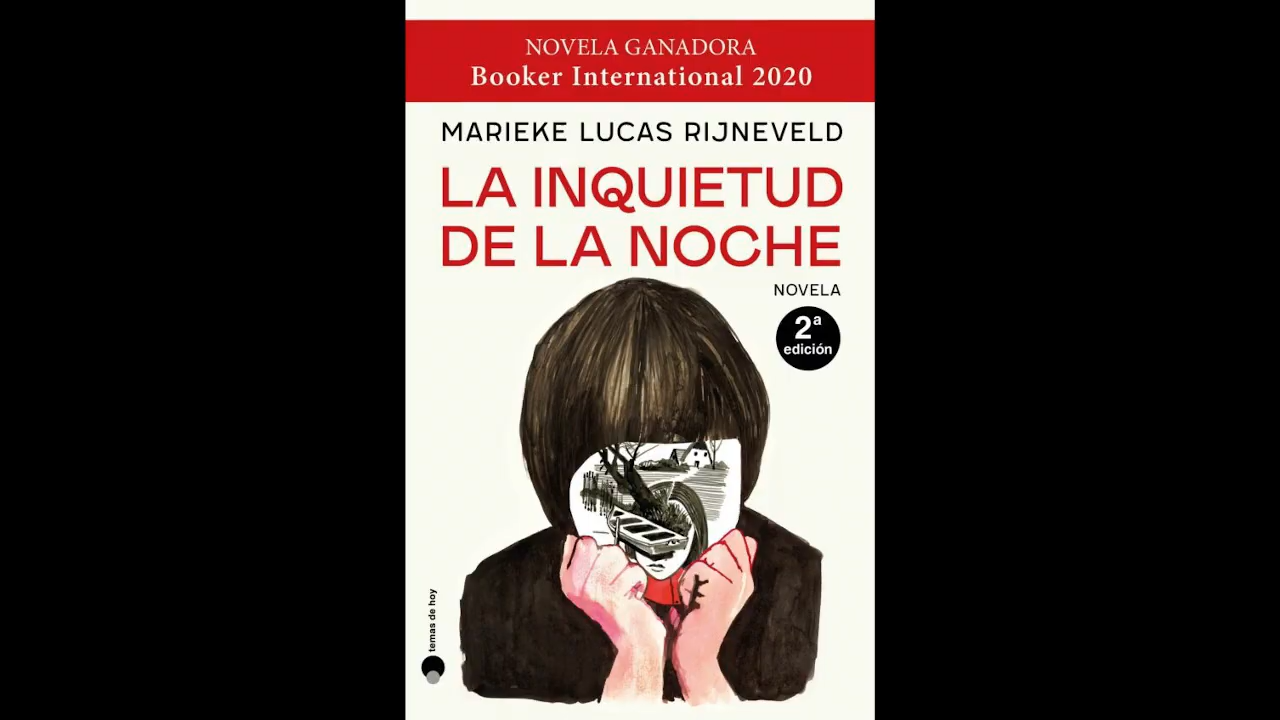 NOVELA GANADORA
Booker International 2020
MARIEKE LUCAS RIJNEVELD
LA INQUIETUD
DE LA NOCHE
NOVELA
2ª
edición
temas de hoy